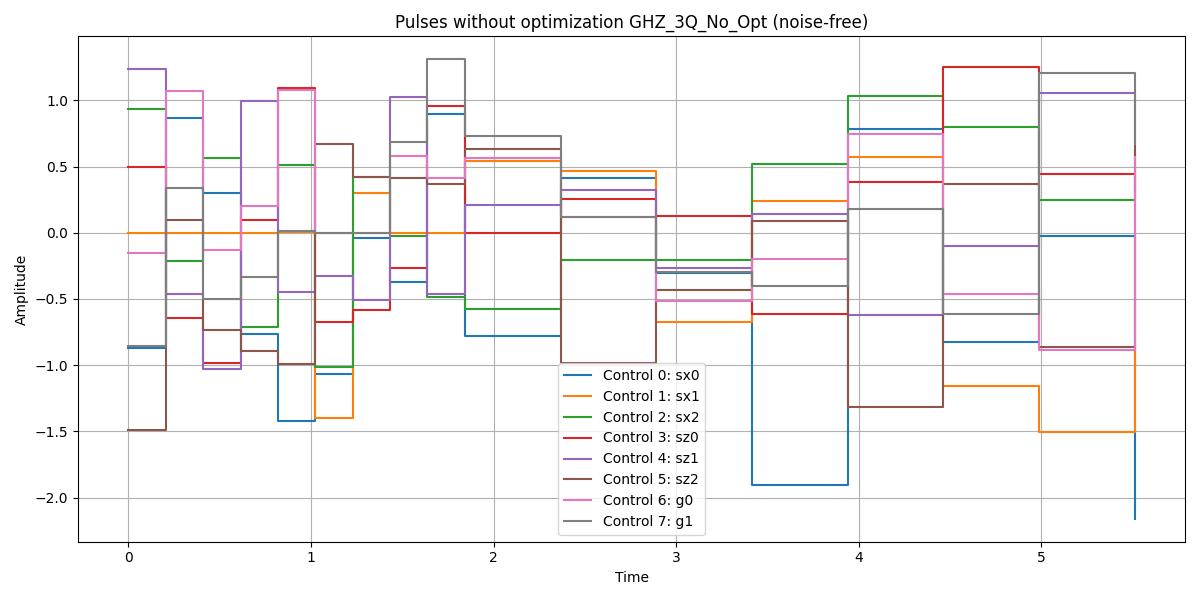 Pulses without optimization GHZ_3Q_No_Opt (noise-free)
Amplitude
1.0
0.5
0.0
−0.5
−1.0
−1.5
−2.0
Control 0: sx0
Control 1: sx1
Control 2: sx2
Control 3: sz0
Control 4: sz1
Control 5: sz2
Control 6: g0
Control 7: g1
0 1 2 3 4 5
Time